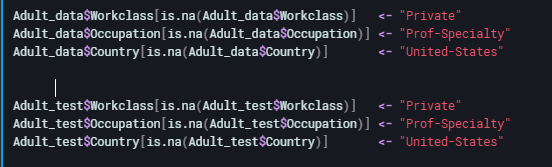 Adult_data$Workclass[is.na(Adult_data$Workclass)] <- "Private"
Adult_data$Occupation[is.na(Adult_data$Occupation)] <- "Prof-Specialty"
Adult_data$Country[is.na(Adult_data$Country)] <- "United-States"
Adult_test$Workclass[is.na(Adult_test$Workclass)] <- "Private"
Adult_test$Occupation[is.na(Adult_test$Occupation)] <- "Prof-Specialty"
Adult_test$Country[is.na(Adult_test$Country)] <- "United-States"